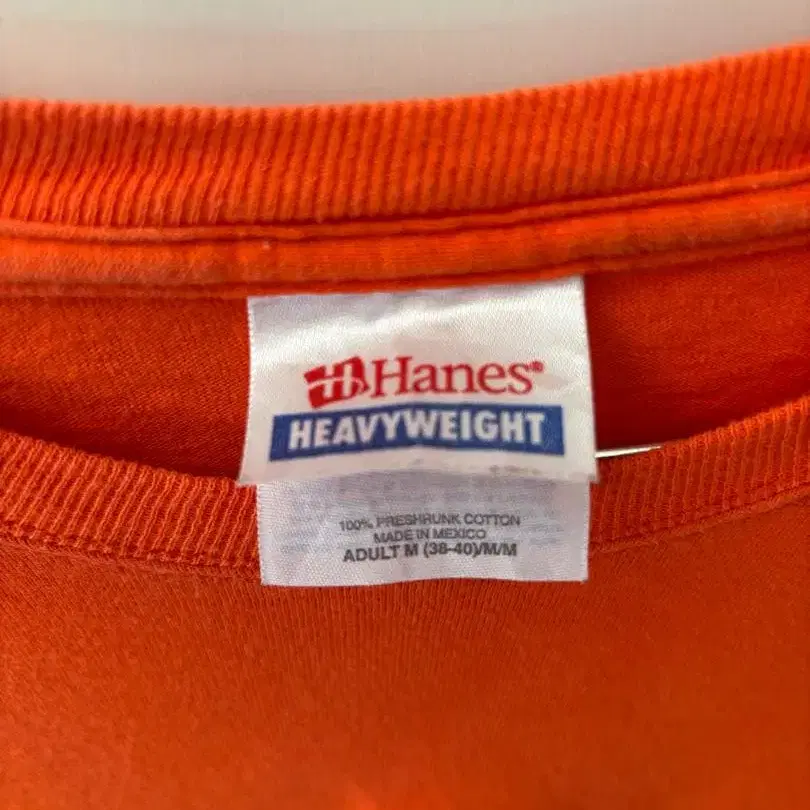 Hanes®
HEAVYWEIGHT
100% PRESHRUNK COTTON
MADE IN MEXICO
ADULT M (38-40)/M/M